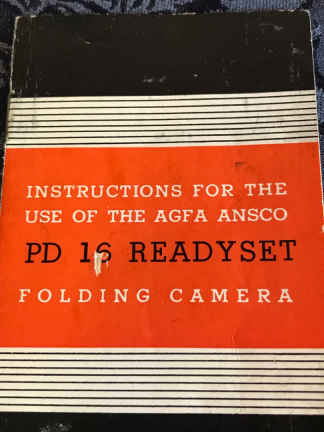 INSTRUCTIONS FOR THE
USE OF THE AGFA ANSCO
PD 16 READYSET
FOLDING CAMERA